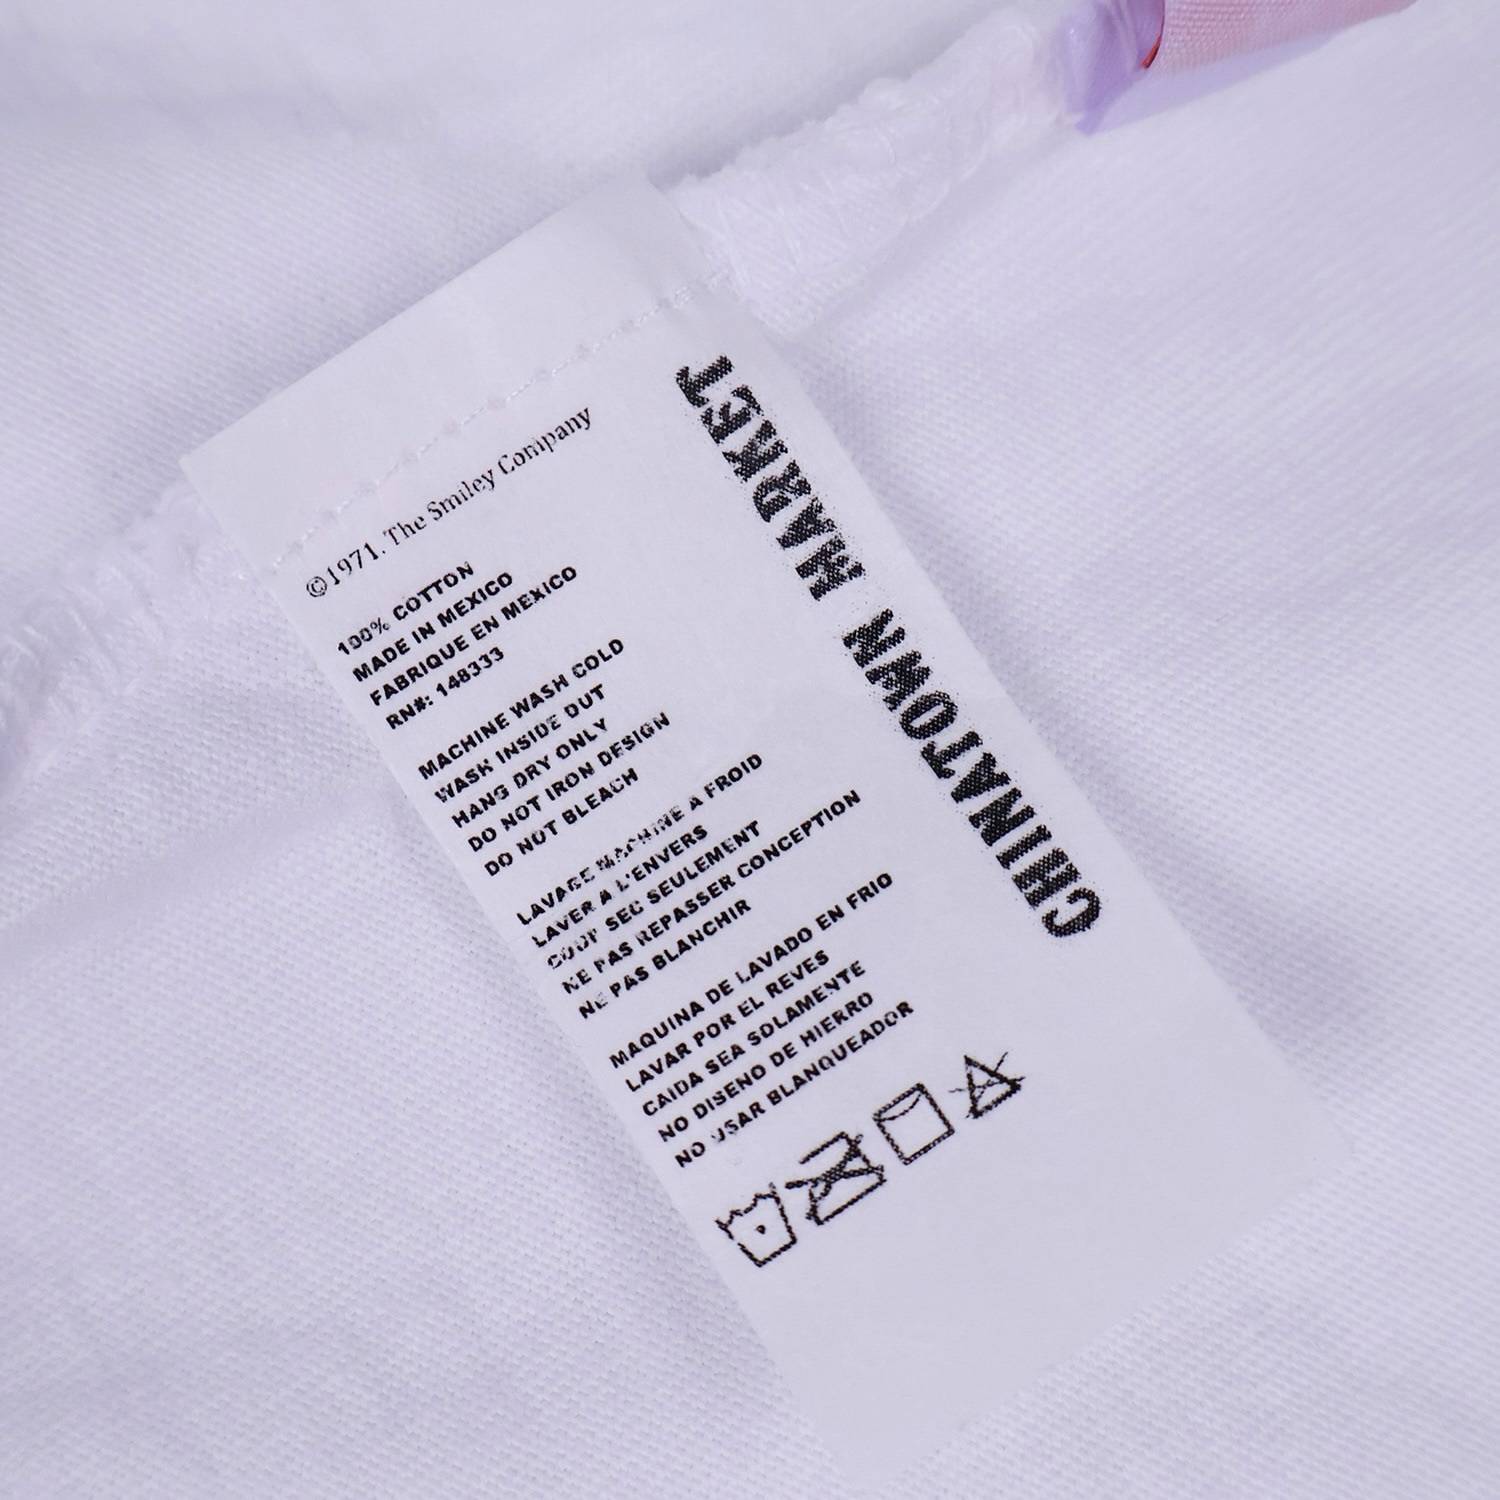 ©1971. The Smiley Company
100% COTTON
MADE IN MEXICO
FABRIQUE EN MEXICO
RN#: 148333
MACHINE WASH COLD
WASH INSIDE OUT
HANG DRY ONLY
DO NOT IRON DESIGN
DO NOT BLEACH
LAVAGE MACHINE A FROID
LAVER A L'ENVERS
COUP SEC SEULEMENT
NE PAS REPASSER CONCEPTION
NE PAS BLANCHIR
MAQUINA DE LAVADO EN FRIO
LAVAR POR EL REVES
CAIDA SEA SOLAMENTE
NO DISENO DE HIERRO
NO USAR BLANQUEADOR
CHINATOWN MARKET